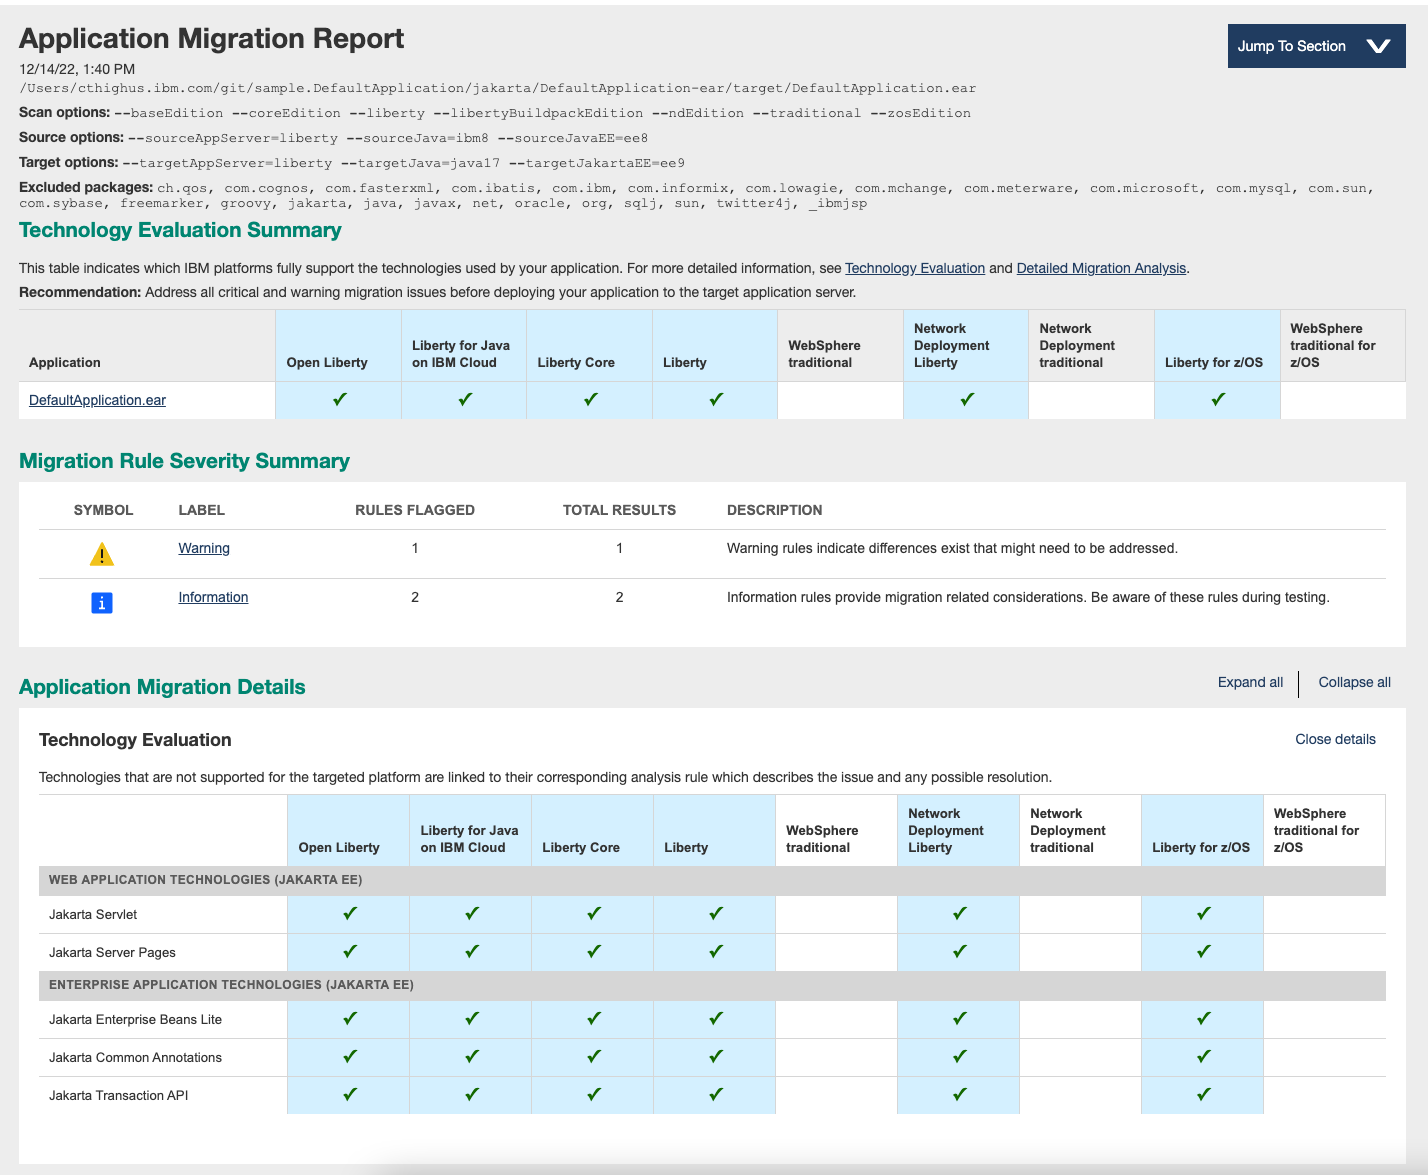 Application Migration Report
Jump To Section
12/14/22, 1:40 PM
/Users/cthighus.ibm.com/git/sample.DefaultApplication/jakarta/DefaultApplication-ear/target/DefaultApplication.ear
Scan options: --baseEdition --coreEdition --liberty --libertyBuildpackEdition --ndEdition --traditional --zosEdition
Source options: --sourceAppServer=liberty --sourceJava=ibm8 --sourceJavaEE=ee8
Target options: --targetAppServer=liberty --targetJava=java17 --targetJakartaEE=ee9
Excluded packages: ch.qos, com.cognos, com.fasterxml, com.ibatis, com.ibm, com.informix, com.lowagie, com.mchange, com.meterware, com.microsoft, com.mysql, com.sun,
com.sybase, freemarker, groovy, jakarta, java, javax, net, oracle, org, sqlj, sun, twitter4j, _ibmjsp
Technology Evaluation Summary
This table indicates which IBM platforms fully support the technologies used by your application. For more detailed information, see Technology Evaluation and Detailed Migration Analysis.
Recommendation: Address all critical and warning migration issues before deploying your application to the target application server.
Application
Open Liberty
Liberty for Java
on IBM Cloud
Liberty Core
Liberty
WebSphere
traditional
Network
Deployment
Liberty
Network
Deployment
traditional
Liberty for z/OS
WebSphere
traditional for
z/OS
DefaultApplication.ear ✓ ✓ ✓ ✓ ✓ ✓
Migration Rule Severity Summary
SYMBOL LABEL RULES FLAGGED TOTAL RESULTS DESCRIPTION
Warning 1 1 Warning rules indicate differences exist that might need to be addressed.
Information 2 2 Information rules provide migration related considerations. Be aware of these rules during testing.
Application Migration Details
Expand all | Collapse all
Technology Evaluation
Close details
Technologies that are not supported for the targeted platform are linked to their corresponding analysis rule which describes the issue and any possible resolution.
Open Liberty
Liberty for Java
on IBM Cloud
Liberty Core
Liberty
WebSphere
traditional
Network
Deployment
Liberty
Network
Deployment
traditional
Liberty for z/OS
WebSphere
traditional for
z/OS
WEB APPLICATION TECHNOLOGIES (JAKARTA EE)
Jakarta Servlet ✓ ✓ ✓ ✓ ✓ ✓
Jakarta Server Pages ✓ ✓ ✓ ✓ ✓ ✓
ENTERPRISE APPLICATION TECHNOLOGIES (JAKARTA EE)
Jakarta Enterprise Beans Lite ✓ ✓ ✓ ✓ ✓ ✓
Jakarta Common Annotations ✓ ✓ ✓ ✓ ✓ ✓
Jakarta Transaction API ✓ ✓ ✓ ✓ ✓ ✓